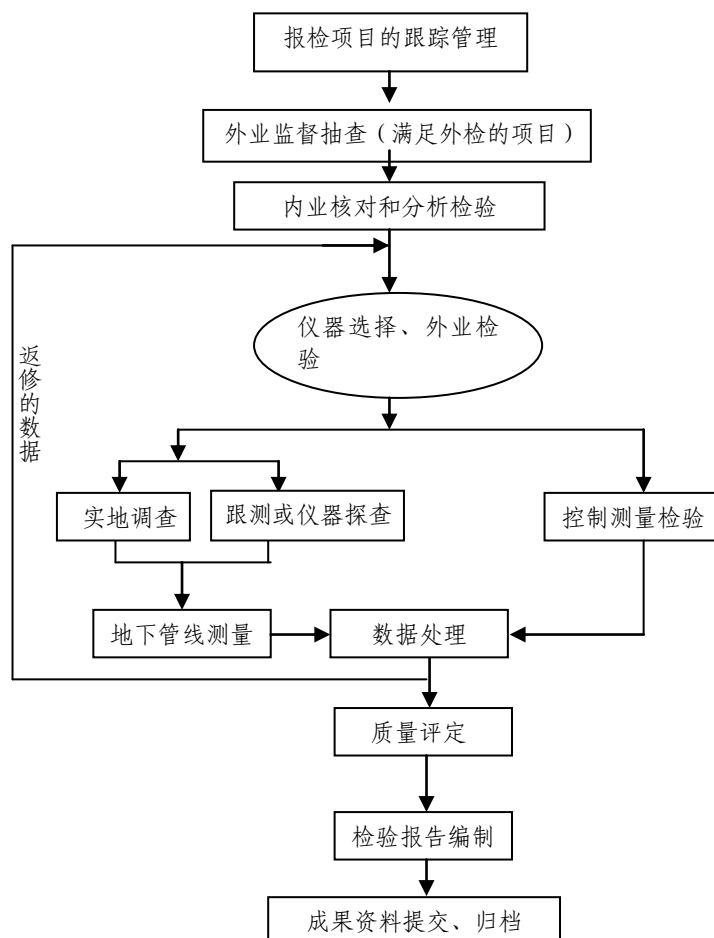 报检项目的跟踪管理
外业监督抽查（满足外检的项目）
内业核对和分析检验
仪器选择、外业检
验
返修的数据
实地调查
跟测或仪器探查
控制测量检验
地下管线测量
数据处理
质量评定
检验报告编制
成果资料提交、归档